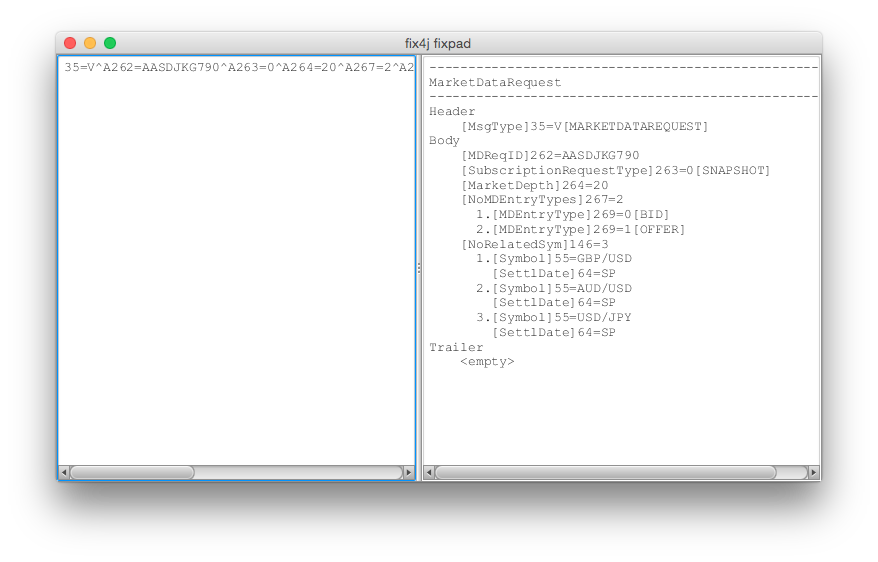 fix4j fixpad
35=V^A262=AASDJKG790^A263=0^A264=20^A267=2^A2
--------------------------------------------------
MarketDataRequest
--------------------------------------------------
Header
    [MsgType]35=V[MARKETDATAREQUEST]
Body
    [MDReqID]262=AASDJKG790
    [SubscriptionRequestType]263=0[SNAPSHOT]
    [MarketDepth]264=20
    [NoMDEntryTypes]267=2
      1.[MDEntryType]269=0[BID]
      2.[MDEntryType]269=1[OFFER]
    [NoRelatedSym]146=3
      1.[Symbol]55=GBP/USD
        [SettlDate]64=SP
      2.[Symbol]55=AUD/USD
        [SettlDate]64=SP
      3.[Symbol]55=USD/JPY
        [SettlDate]64=SP
Trailer
    <empty>